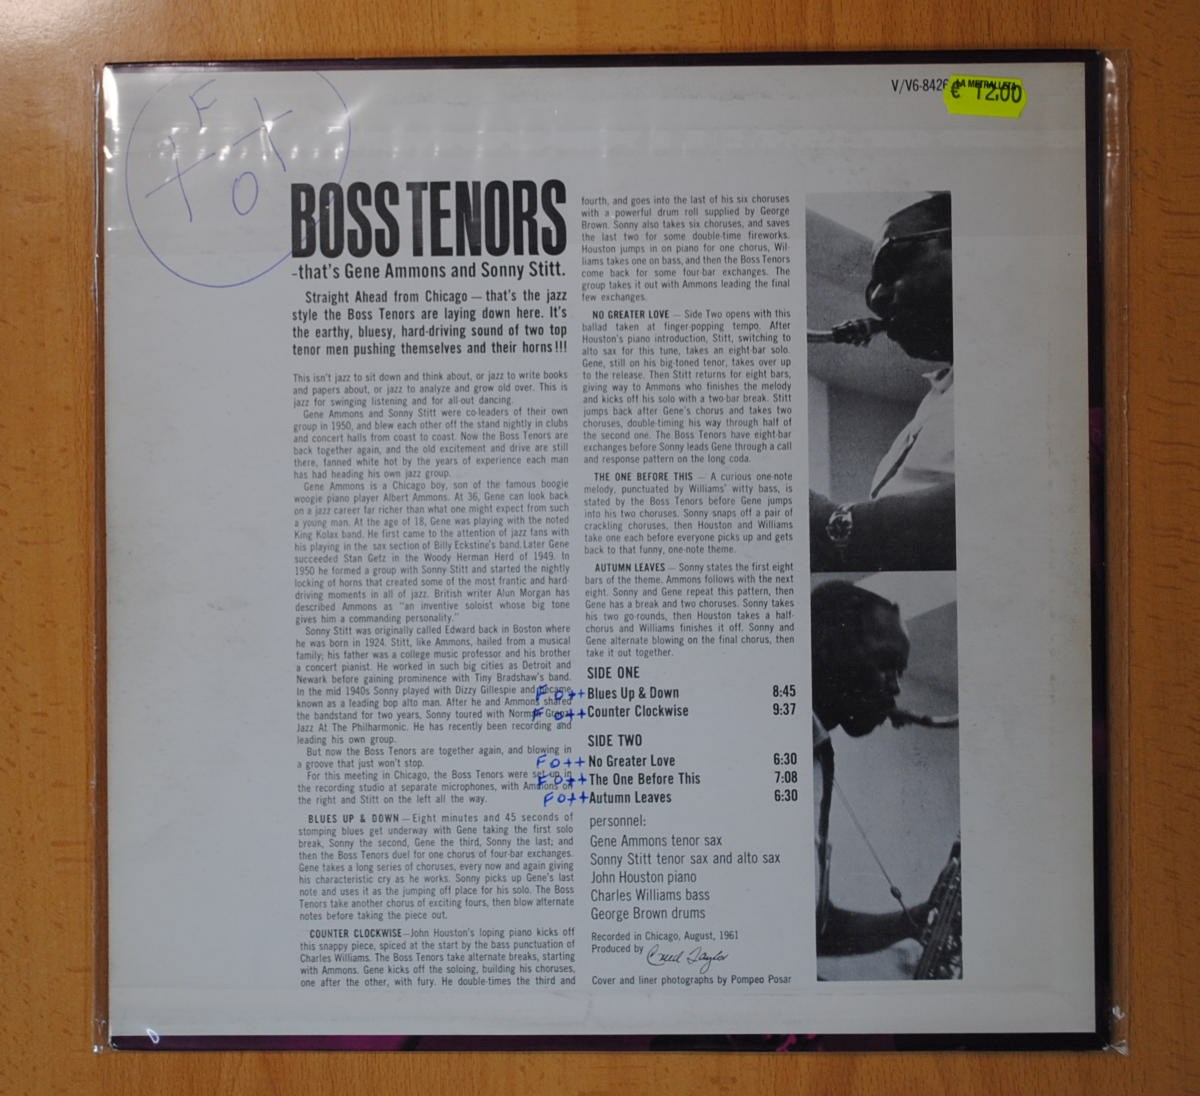 F
+ O +
V/V6-8426
LA METRALLETA
€ 12,00
BOSS TENORS
-that's Gene Ammons and Sonny Stitt.
Straight Ahead from Chicago — that's the jazz
style the Boss Tenors are laying down here. It's
the earthy, bluesy, hard-driving sound of two top
tenor men pushing themselves and their horns!!!
This isn't jazz to sit down and think about, or jazz to write books
and papers about, or jazz to analyze and grow old over. This is
jazz for swinging listening and for all-out dancing.
Gene Ammons and Sonny Stitt were co-leaders of their own
group in 1950, and blew each other off the stand nightly in clubs
and concert halls from coast to coast. Now the Boss Tenors are
back together again, and the old excitement and drive are still
there, fanned white hot by the years of experience each man
has had heading his own jazz group.
Gene Ammons is a Chicago boy, son of the famous boogie
woogie piano player Albert Ammons. At 36, Gene can look back
on a jazz career far richer than what one might expect from such
a young man. At the age of 18, Gene was playing with the noted
King Kolax band. He first came to the attention of jazz fans with
his playing in the sax section of Billy Eckstine's band. Later Gene
succeeded Stan Getz in the Woody Herman Herd of 1949. In
1950 he formed a group with Sonny Stitt and started the nightly
locking of horns that created some of the most frantic and hard-
driving moments in all of jazz. British writer Alun Morgan has
described Ammons as "an inventive soloist whose big tone
gives him a commanding personality."
Sonny Stitt was originally called Edward back in Boston where
he was born in 1924. Stitt, like Ammons, hailed from a musical
family; his father was a college music professor and his brother
a concert pianist. He worked in such big cities as Detroit and
Newark before gaining prominence with Tiny Bradshaw's band.
In the mid 1940s Sonny played with Dizzy Gillespie and became
known as a leading bop alto man. After he and Ammons shared
the bandstand for two years, Sonny toured with Norman Granz'
Jazz At The Philharmonic. He has recently been recording and
leading his own group.
But now the Boss Tenors are together again, and blowing in
a groove that just won't stop.
For this meeting in Chicago, the Boss Tenors were set up in
the recording studio at separate microphones, with Ammons on
the right and Stitt on the left all the way.
BLUES UP & DOWN — Eight minutes and 45 seconds of
stomping blues get underway with Gene taking the first solo
break, Sonny the second, Gene the third, Sonny the last; and
then the Boss Tenors duel for one chorus of four-bar exchanges.
Gene takes a long series of choruses, every now and again giving
his characteristic cry as he works. Sonny picks up Gene's last
note and uses it as the jumping off place for his solo. The Boss
Tenors take another chorus of exciting fours, then blow alternate
notes before taking the piece out.
COUNTER CLOCKWISE—John Houston's loping piano kicks off
this snappy piece, spiced at the start by the bass punctuation of
Charles Williams. The Boss Tenors take alternate breaks, starting
with Ammons. Gene kicks off the soloing, building his choruses,
one after the other, with fury. He double-times the third and
fourth, and goes into the last of his six choruses
with a powerful drum roll supplied by George
Brown. Sonny also takes six choruses, and saves
the last two for some double-time fireworks.
Houston jumps in on piano for one chorus, Wil-
liams takes one on bass, and then the Boss Tenors
come back for some four-bar exchanges. The
group takes it out with Ammons leading the final
few exchanges.
NO GREATER LOVE — Side Two opens with this
ballad taken at finger-popping tempo. After
Houston's piano introduction, Stitt, switching to
alto sax for this tune, takes an eight-bar solo.
Gene, still on his big-toned tenor, takes over up
to the release. Then Stitt returns for eight bars,
giving way to Ammons who finishes the melody
and kicks off his solo with a two-bar break. Stitt
jumps back after Gene's chorus and takes two
choruses, double-timing his way through half of
the second one. The Boss Tenors have eight-bar
exchanges before Sonny leads Gene through a call
and response pattern on the long coda.
THE ONE BEFORE THIS — A curious one-note
melody, punctuated by Williams' witty bass, is
stated by the Boss Tenors before Gene jumps
into his two choruses. Sonny snaps off a pair of
crackling choruses, then Houston and Williams
take one each before everyone picks up and gets
back to that funny, one-note theme.
AUTUMN LEAVES — Sonny states the first eight
bars of the theme. Ammons follows with the next
eight. Sonny and Gene repeat this pattern, then
Gene has a break and two choruses. Sonny takes
his two go-rounds, then Houston takes a half-
chorus and Williams finishes it off. Sonny and
Gene alternate blowing on the final chorus, then
take it out together.
SIDE ONE
FO++ Blues Up & Down 8:45
FO++ Counter Clockwise 9:37
SIDE TWO
FO++ No Greater Love 6:30
FO++ The One Before This 7:08
FO++ Autumn Leaves 6:30
personnel:
Gene Ammons tenor sax
Sonny Stitt tenor sax and alto sax
John Houston piano
Charles Williams bass
George Brown drums
Recorded in Chicago, August, 1961
Produced by Creed Taylor
Cover and liner photographs by Pompeo Posar